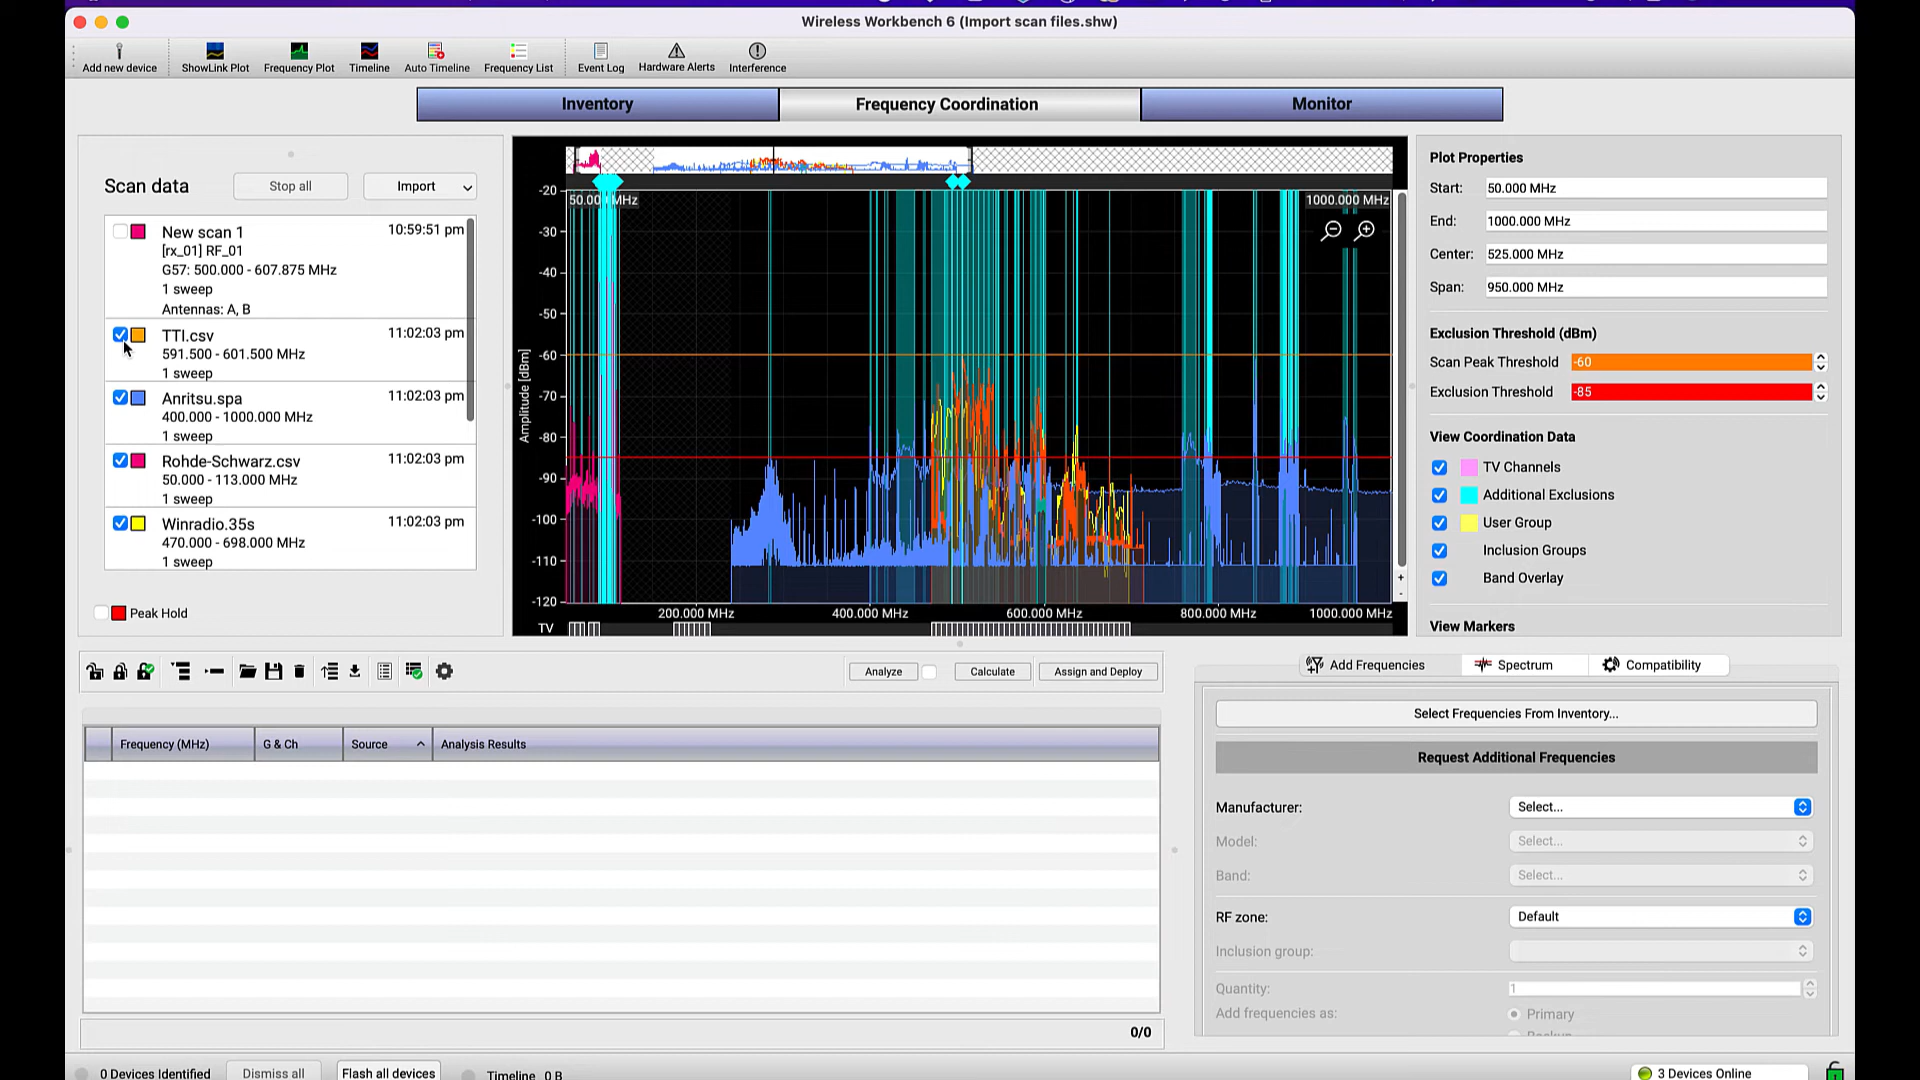 Wireless Workbench 6 (Import scan files.shw)
Add new device
ShowLink Plot
Frequency Plot
Timeline
Auto Timeline
Frequency List
Event Log
Hardware Alerts
Interference
Inventory
Frequency Coordination
Monitor
Scan data
Stop all
Import
New scan 1
10:59:51 pm
[rx_01] RF_01
G57: 500.000 - 607.875 MHz
1 sweep
Antennas: A, B
TTI.csv
11:02:03 pm
591.500 - 601.500 MHz
1 sweep
Anritsu.spa
11:02:03 pm
400.000 - 1000.000 MHz
1 sweep
Rohde-Schwarz.csv
11:02:03 pm
50.000 - 113.000 MHz
1 sweep
Winradio.35s
11:02:03 pm
470.000 - 698.000 MHz
1 sweep
Peak Hold
Amplitude [dBm]
-20
-30
-40
-50
-60
-70
-80
-90
-100
-110
-120
1000.000 MHz
200.000 MHz
400.000 MHz
600.000 MHz
800.000 MHz
1000.000 MHz
TV
+
-
Plot Properties
Start: 50.000 MHz
End: 1000.000 MHz
Center: 525.000 MHz
Span: 950.000 MHz
Exclusion Threshold (dBm)
Scan Peak Threshold -60
Exclusion Threshold -85
View Coordination Data
TV Channels
Additional Exclusions
User Group
Inclusion Groups
Band Overlay
View Markers
Analyze
Calculate
Assign and Deploy
Frequency (MHz)
G & Ch
Source
Analysis Results
0/0
Add Frequencies
Spectrum
Compatibility
Select Frequencies From Inventory...
Request Additional Frequencies
Manufacturer: Select...
Model: Select...
Band: Select...
RF zone: Default
Inclusion group:
Quantity: 1
Add frequencies as: Primary
0 Devices Identified
Dismiss all
Flash all devices
Timeline 0 B
3 Devices Online